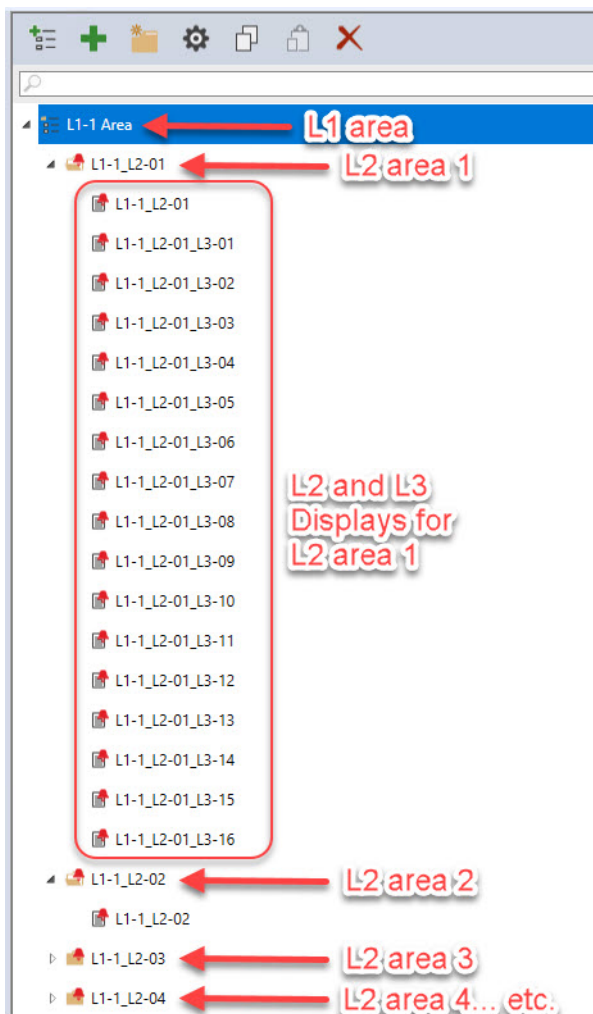 L1-1 Area L1 area
L1-1_L2-01 L2 area 1
L1-1_L2-01
L1-1_L2-01_L3-01
L1-1_L2-01_L3-02
L1-1_L2-01_L3-03
L1-1_L2-01_L3-04
L1-1_L2-01_L3-05
L1-1_L2-01_L3-06
L1-1_L2-01_L3-07
L1-1_L2-01_L3-08
L1-1_L2-01_L3-09
L1-1_L2-01_L3-10
L1-1_L2-01_L3-11
L1-1_L2-01_L3-12
L1-1_L2-01_L3-13
L1-1_L2-01_L3-14
L1-1_L2-01_L3-15
L1-1_L2-01_L3-16
L2 and L3
Displays for
L2 area 1
L1-1_L2-02 L2 area 2
L1-1_L2-02
L1-1_L2-03 L2 area 3
L1-1_L2-04 L2 area 4... etc.